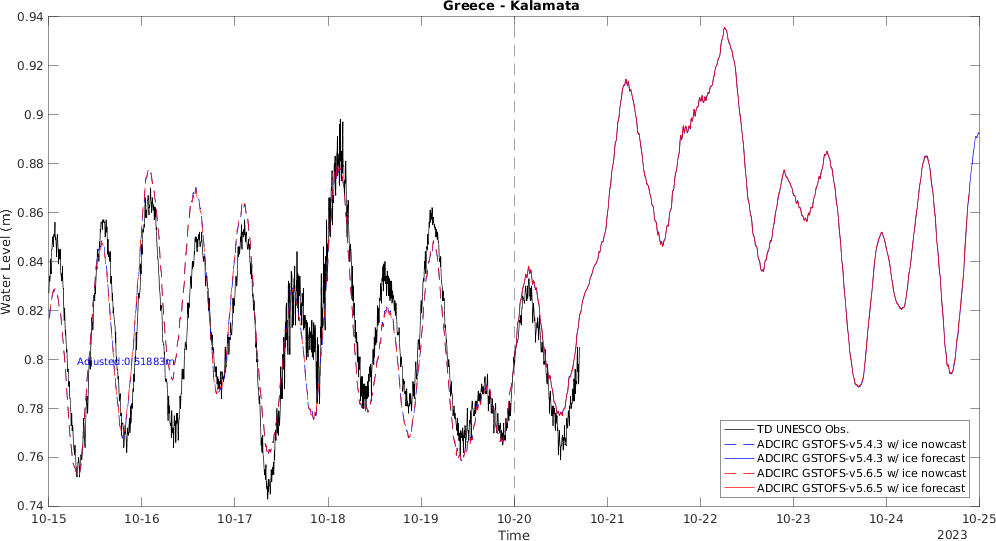 Greece - Kalamata
0.94
0.92
0.9
0.88
0.86
0.84
0.82
0.8
0.78
0.76
0.74
Water Level (m)
Adjusted:0.51883m
TD UNESCO Obs.
ADCIRC GSTOFS-v5.4.3 w/ ice nowcast
ADCIRC GSTOFS-v5.4.3 w/ ice forecast
ADCIRC GSTOFS-v5.6.5 w/ ice nowcast
ADCIRC GSTOFS-v5.6.5 w/ ice forecast
10-15 10-16 10-17 10-18 10-19 10-20 10-21 10-22 10-23 10-24 10-25
Time
2023